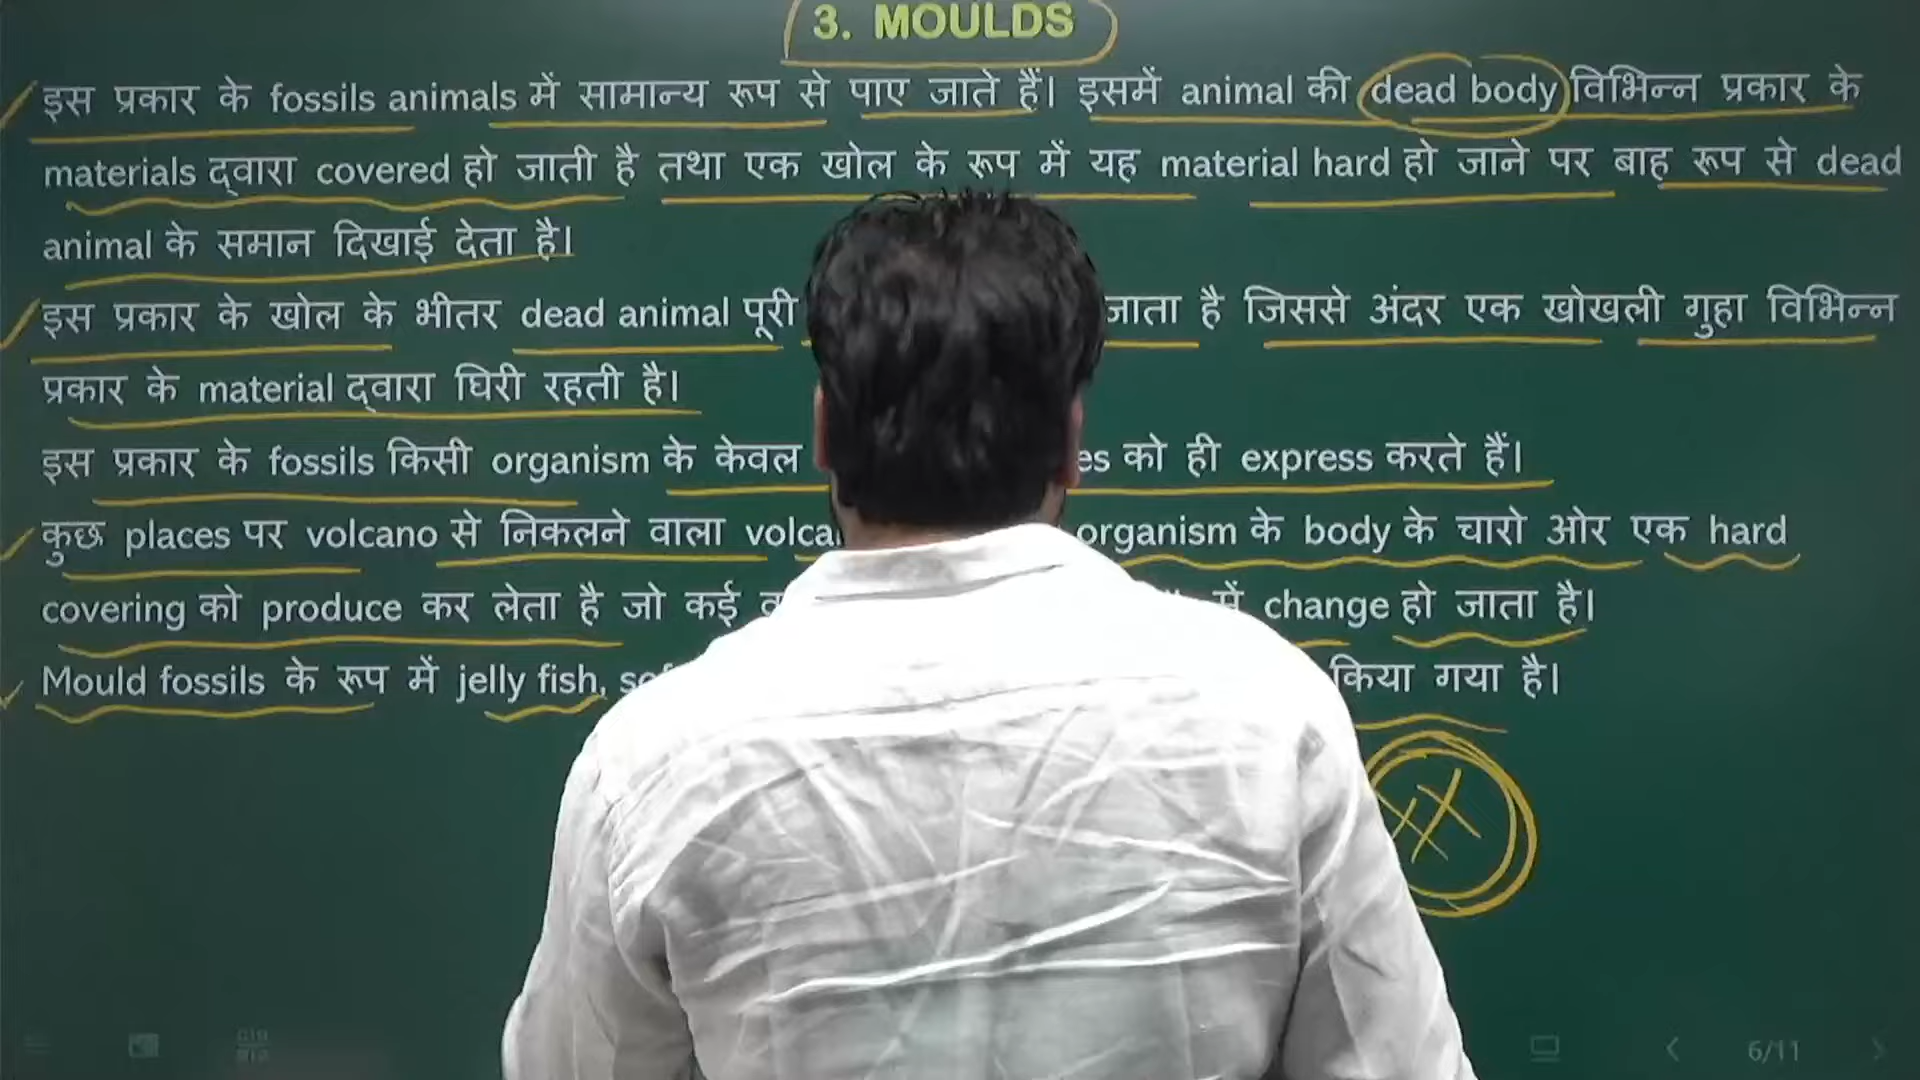 3. MOULDS
इस प्रकार के fossils animals में सामान्य रूप से पाए जाते हैं। इसमें animal की dead body विभिन्न प्रकार के
materials द्वारा covered हो जाती है तथा एक खोल के रूप में यह material hard हो जाने पर बाह रूप से dead
animal के समान दिखाई देता है।
इस प्रकार के खोल के भीतर dead animal पूरी जाता है जिससे अंदर एक खोखली गुहा विभिन्न
प्रकार के material द्वारा घिरी रहती है।
इस प्रकार के fossils किसी organism के केवल को ही express करते हैं।
कुछ places पर volcano से निकलने वाला organism के body के चारो ओर एक hard
covering को produce कर लेता है जो कई में change हो जाता है।
Mould fossils के रूप में jelly fish, किया गया है।
6/11